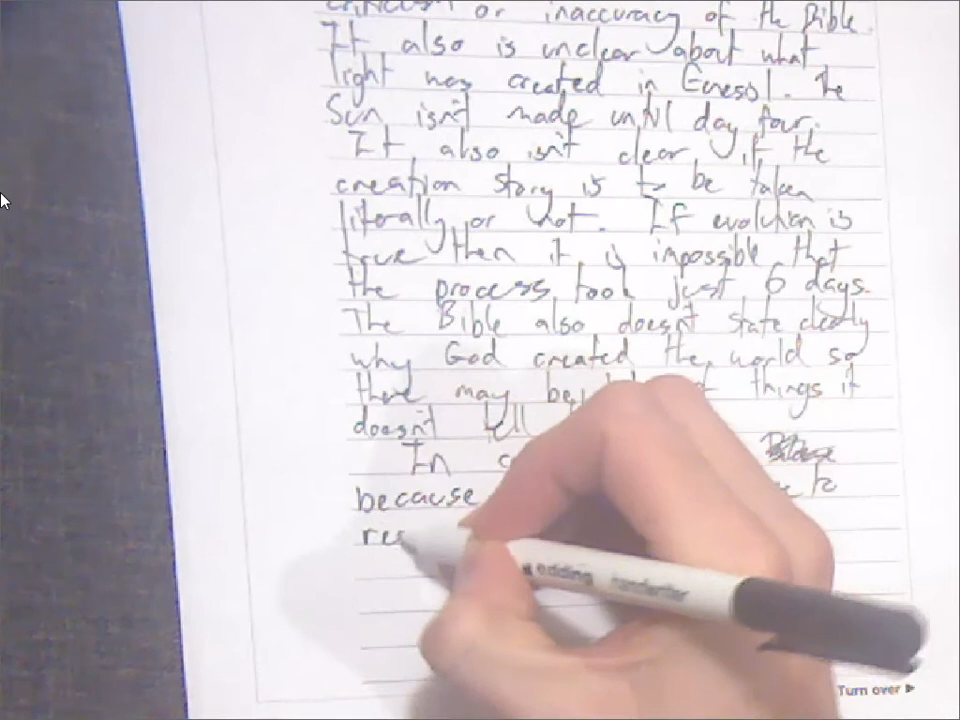 criticism or inaccuracy of the Bible.
It also is unclear about what
light was created in Genesis 1. The
Sun isn't made until day four.
It also isn't clear if the
creation story is to be taken
literally or not. If evolution is
true then it is impossible that
the process took just 6 days.
The Bible also doesn't state clearly
why God created the world so
there may be things it
doesn't tell
In
because
edding handwriter
Turn over